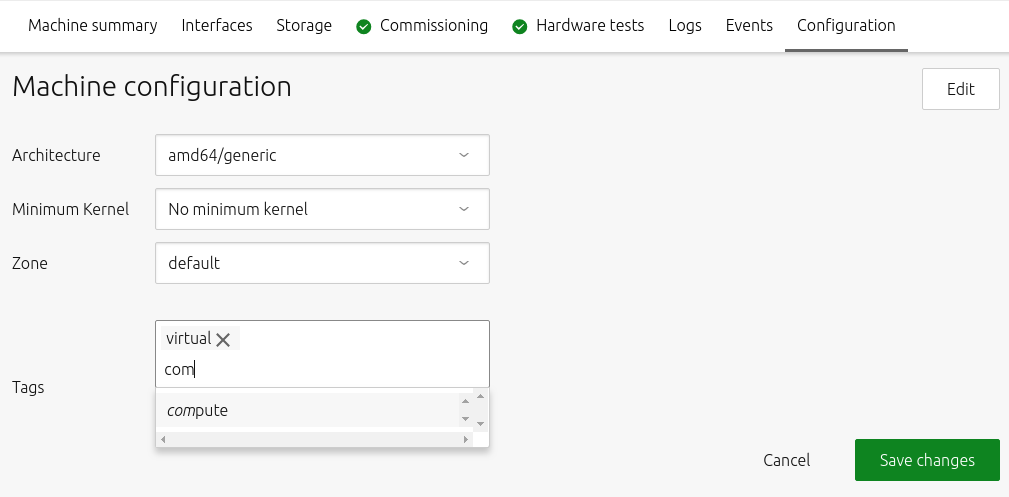 Machine summary Interfaces Storage Commissioning Hardware tests Logs Events Configuration
Machine configuration Edit
Architecture amd64/generic
Minimum Kernel No minimum kernel
Zone default
virtual
com
Tags
compute
Cancel Save changes